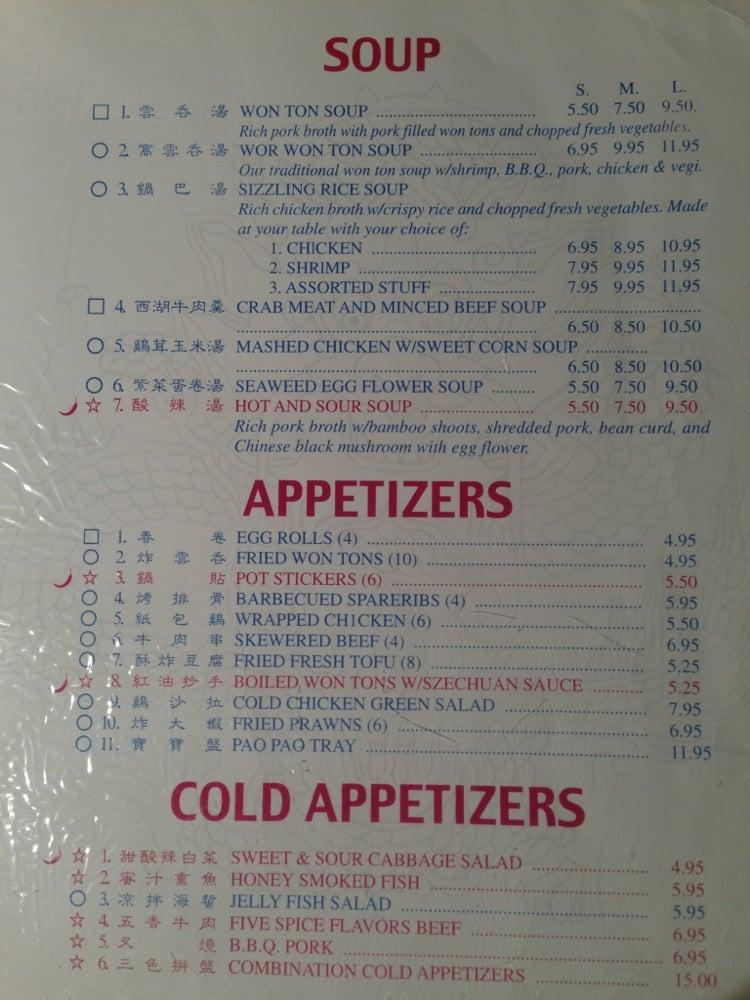 SOUP
S. M. L.
1. 雲吞湯 WON TON SOUP 5.50 7.50 9.50.
Rich pork broth with pork filled won tons and chopped fresh vegetables.
2. 窩雲吞湯 WOR WON TON SOUP 6.95 9.95 11.95
Our traditional won ton soup w/shrimp, B.B.Q., pork, chicken & vegi.
3. 鍋巴湯 SIZZLING RICE SOUP
Rich chicken broth w/crispy rice and chopped fresh vegetables. Made
at your table with your choice of:
1. CHICKEN 6.95 8.95 10.95
2. SHRIMP 7.95 9.95 11.95
3. ASSORTED STUFF 7.95 9.95 11.95
4. 西湖牛肉羹 CRAB MEAT AND MINCED BEEF SOUP
6.50 8.50 10.50
5. 鷄茸玉米湯 MASHED CHICKEN W/SWEET CORN SOUP
6.50 8.50 10.50
6. 紫菜蛋卷湯 SEAWEED EGG FLOWER SOUP 5.50 7.50 9.50
7. 酸辣湯 HOT AND SOUR SOUP 5.50 7.50 9.50
Rich pork broth w/bamboo shoots, shredded pork, bean curd, and
Chinese black mushroom with egg flower.
APPETIZERS
1. 春卷 EGG ROLLS (4) 4.95
2. 炸雲吞 FRIED WON TONS (10) 4.95
3. 鍋貼 POT STICKERS (6) 5.50
4. 烤排骨 BARBECUED SPARERIBS (4) 5.95
5. 紙包鷄 WRAPPED CH1CKEN (6) 5.50
6. 牛肉串 SKEWERED BEEF (4) 6.95
7. 酥炸豆腐 FRIED FRESH TOFU (8) 5.25
8. 紅油抄手 BOILED WON TONS W/SZECHUAN SAUCE 5.25
9. 鷄沙拉 COLD CHICKEN GREEN SALAD 7.95
10. 炸大蝦 FRIED PRAWNS (6) 6.95
11. 寶寶盤 PAO PAO TRAY 11.95
COLD APPETIZERS
1. 甜酸辣白菜 SWEET & SOUR CABBAGE SALAD 4.95
2. 蜜汁熏魚 HONEY SMOKED FISH 5.95
3. 凉拌海蜇 JELLY FISH SALAD 5.95
4. 五香牛肉 FIVE SPICE FLAVORS BEEF 6.95
5. 叉燒 B.B.Q. PORK 6.95
6. 三色拼盤 COMBINATION COLD APPETIZERS 15.00